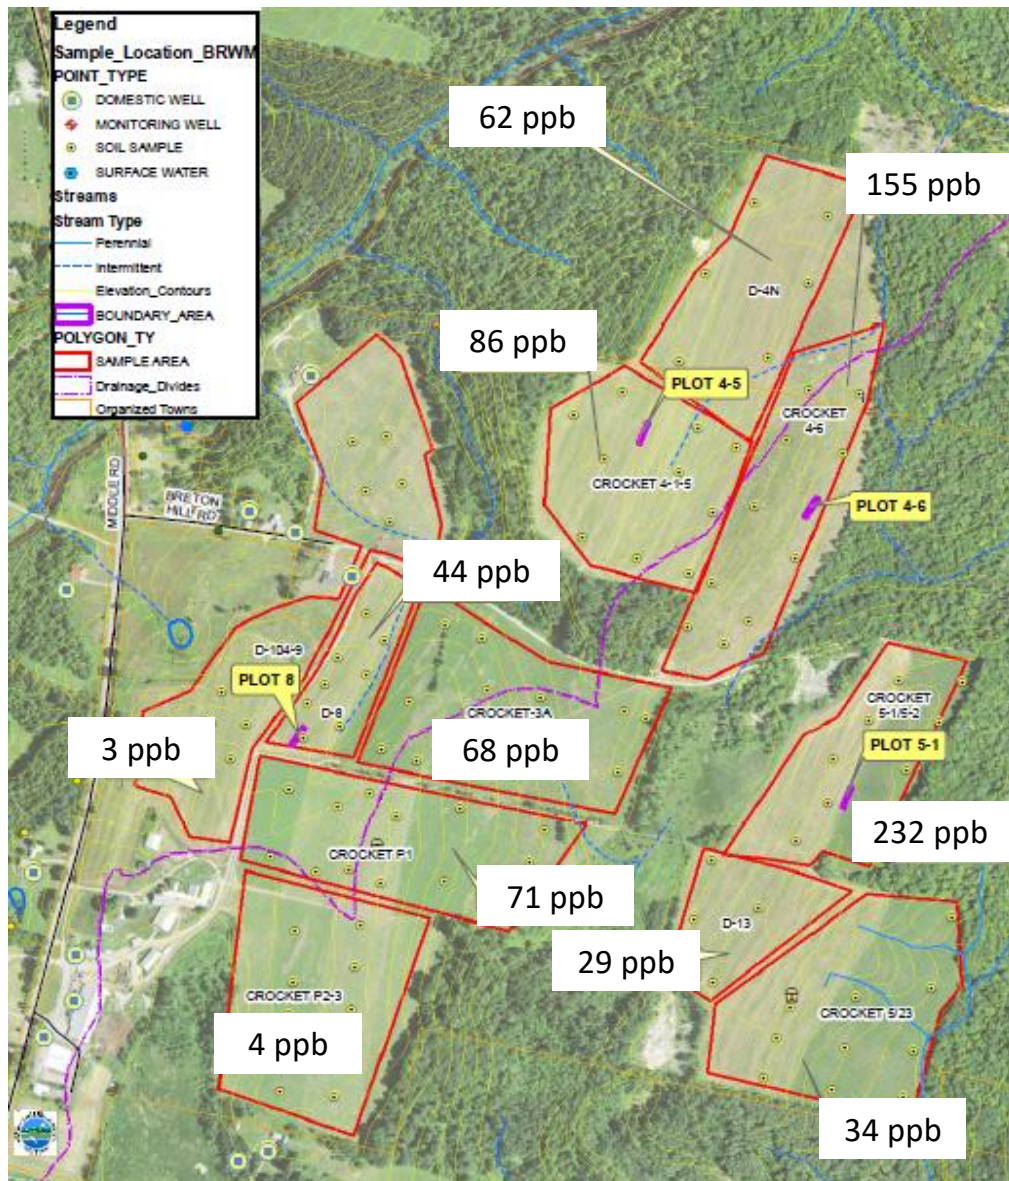 Legend
Sample_Location_BRWM
POINT_TYPE
DOMESTIC WELL
MONITORING WELL
SOIL SAMPLE
SURFACE WATER
Streams
Stream Type
Perennial
Intermittent
Elevation_Contours
BOUNDARY_AREA
POLYGON_TY
SAMPLE AREA
Drainage_Divides
Organized Towns
62 ppb
155 ppb
D-4N
86 ppb
PLOT 4-5
CROCKET
4-6
CROCKET 4-1-5
PLOT 4-6
MIDDLE RD
BRETON
HILL RD
44 ppb
D-104-9
PLOT 8
D-8
CROCKET-3A
CROCKET
5-1/5-2
3 ppb
68 ppb
PLOT 5-1
232 ppb
CROCKET P1
71 ppb
D-13
29 ppb
CROCKET P2-3
CROCKET 5/23
4 ppb
34 ppb